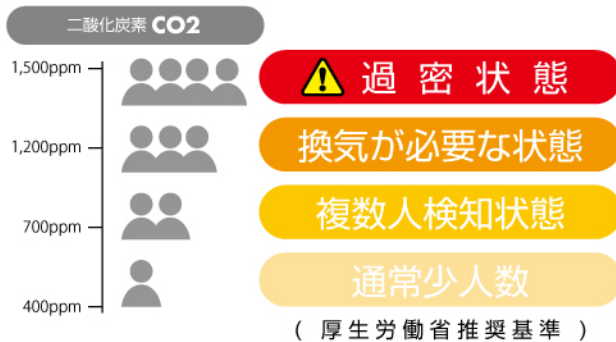 二酸化炭素 CO2
1,500ppm
過密状態
1,200ppm
換気が必要な状態
700ppm
複数人検知状態
通常少人数
400ppm
( 厚生労働省推奨基準 )